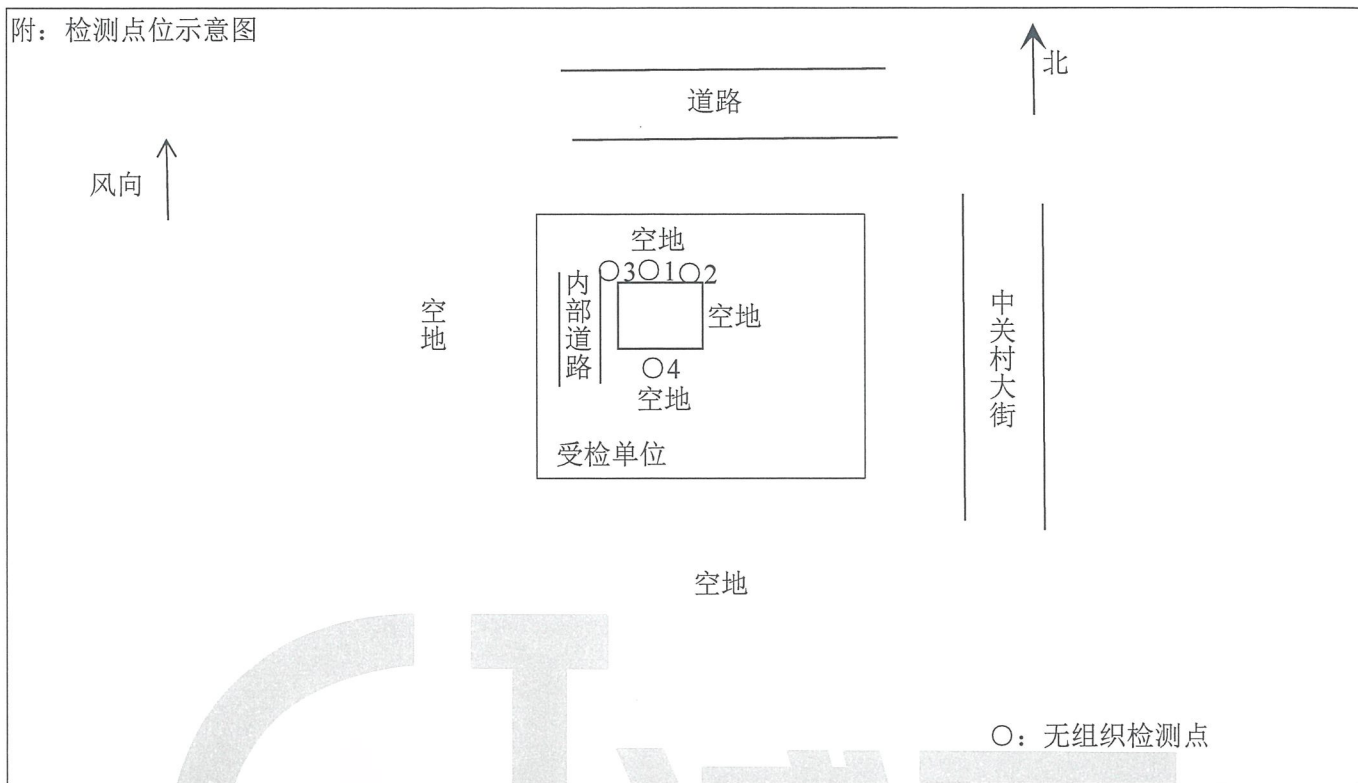 附：检测点位示意图
北
道路
风向
空地
○3○1○2
内部道路
空地
空地
中关村大街
○4
空地
受检单位
空地
○：无组织检测点